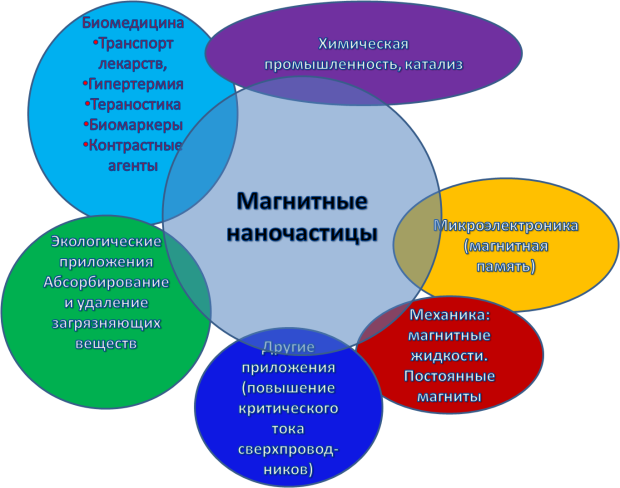 Биомедицина
•Транспорт
лекарств,
•Гипертермия
•Тераностика
•Биомаркеры
•Контрастные
агенты
Химическая
промышленность, катализ
Магнитные
наночастицы
Микроэлектроника
(магнитная
память)
Экологические
приложения
Абсорбирование
и удаление
загрязняющих
веществ
Механика:
магнитные
жидкости.
Постоянные
магниты
Другие
приложения
(повышение
критического
тока
сверхпровод-
ников)